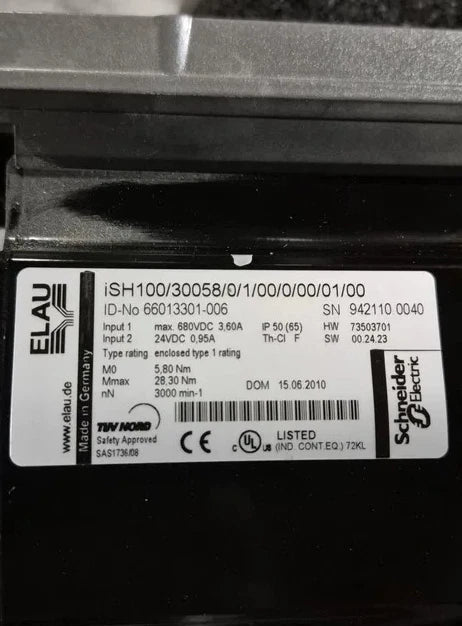 ELAU
www.elau.de
Made in Germany
iSH100/30058/0/1/00/0/00/01/00
ID-No 66013301-006 SN 942110 0040
Input 1 max. 680VDC 3,60A IP 50 (65) HW 73503701
Input 2 24VDC 0,95A Th-Cl F SW 00.24.23
Type rating enclosed type 1 rating
M0 5,80 Nm
Mmax 28,30 Nm DOM 15.06.2010
nN 3000 min-1
TÜV NORD
Safety Approved
SAS1736/08
CE
c UL us LISTED
(IND. CONT.EQ.) 72KL
Schneider
Electric